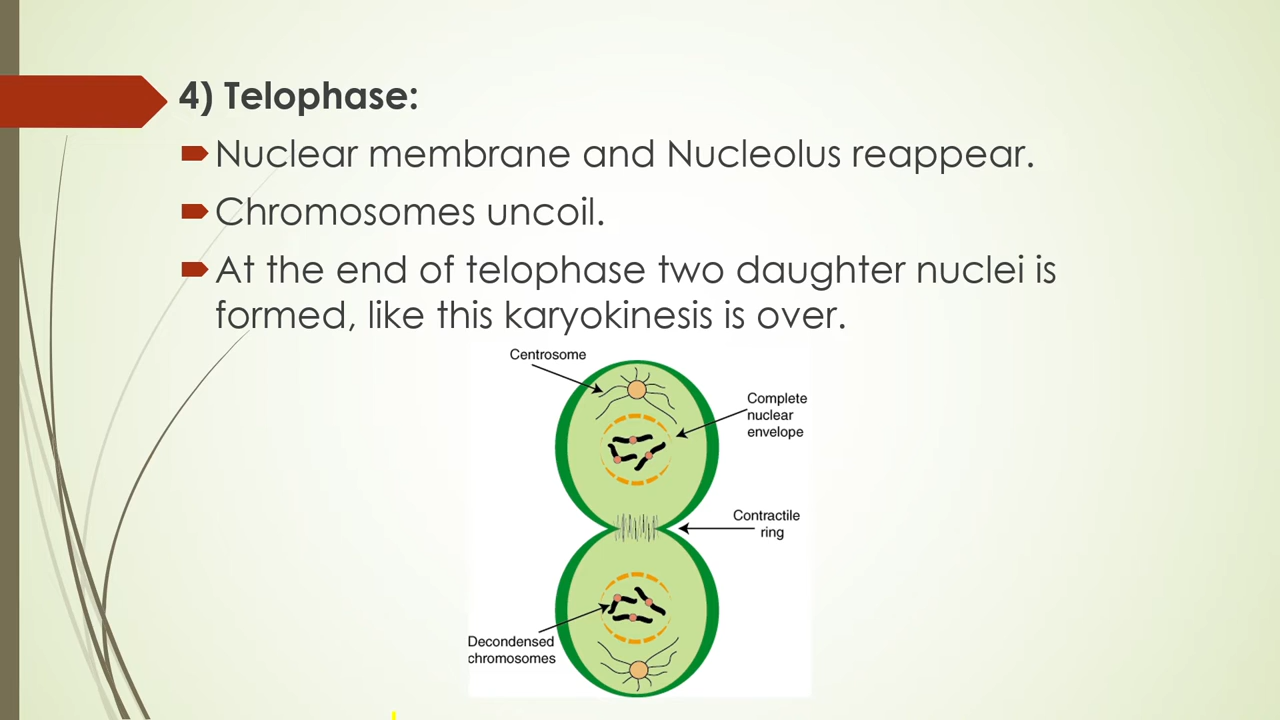 4) Telophase:
Nuclear membrane and Nucleolus reappear.
Chromosomes uncoil.
At the end of telophase two daughter nuclei is
formed, like this karyokinesis is over.
Centrosome
Complete
nuclear
envelope
Contractile
ring
Decondensed
chromosomes